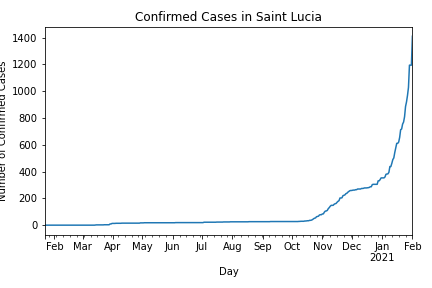 Confirmed Cases in Saint Lucia
Number of Confirmed Cases
1400
1200
1000
800
600
400
200
0
Feb Mar Apr May Jun Jul Aug Sep Oct Nov Dec Jan Feb
2021
Day